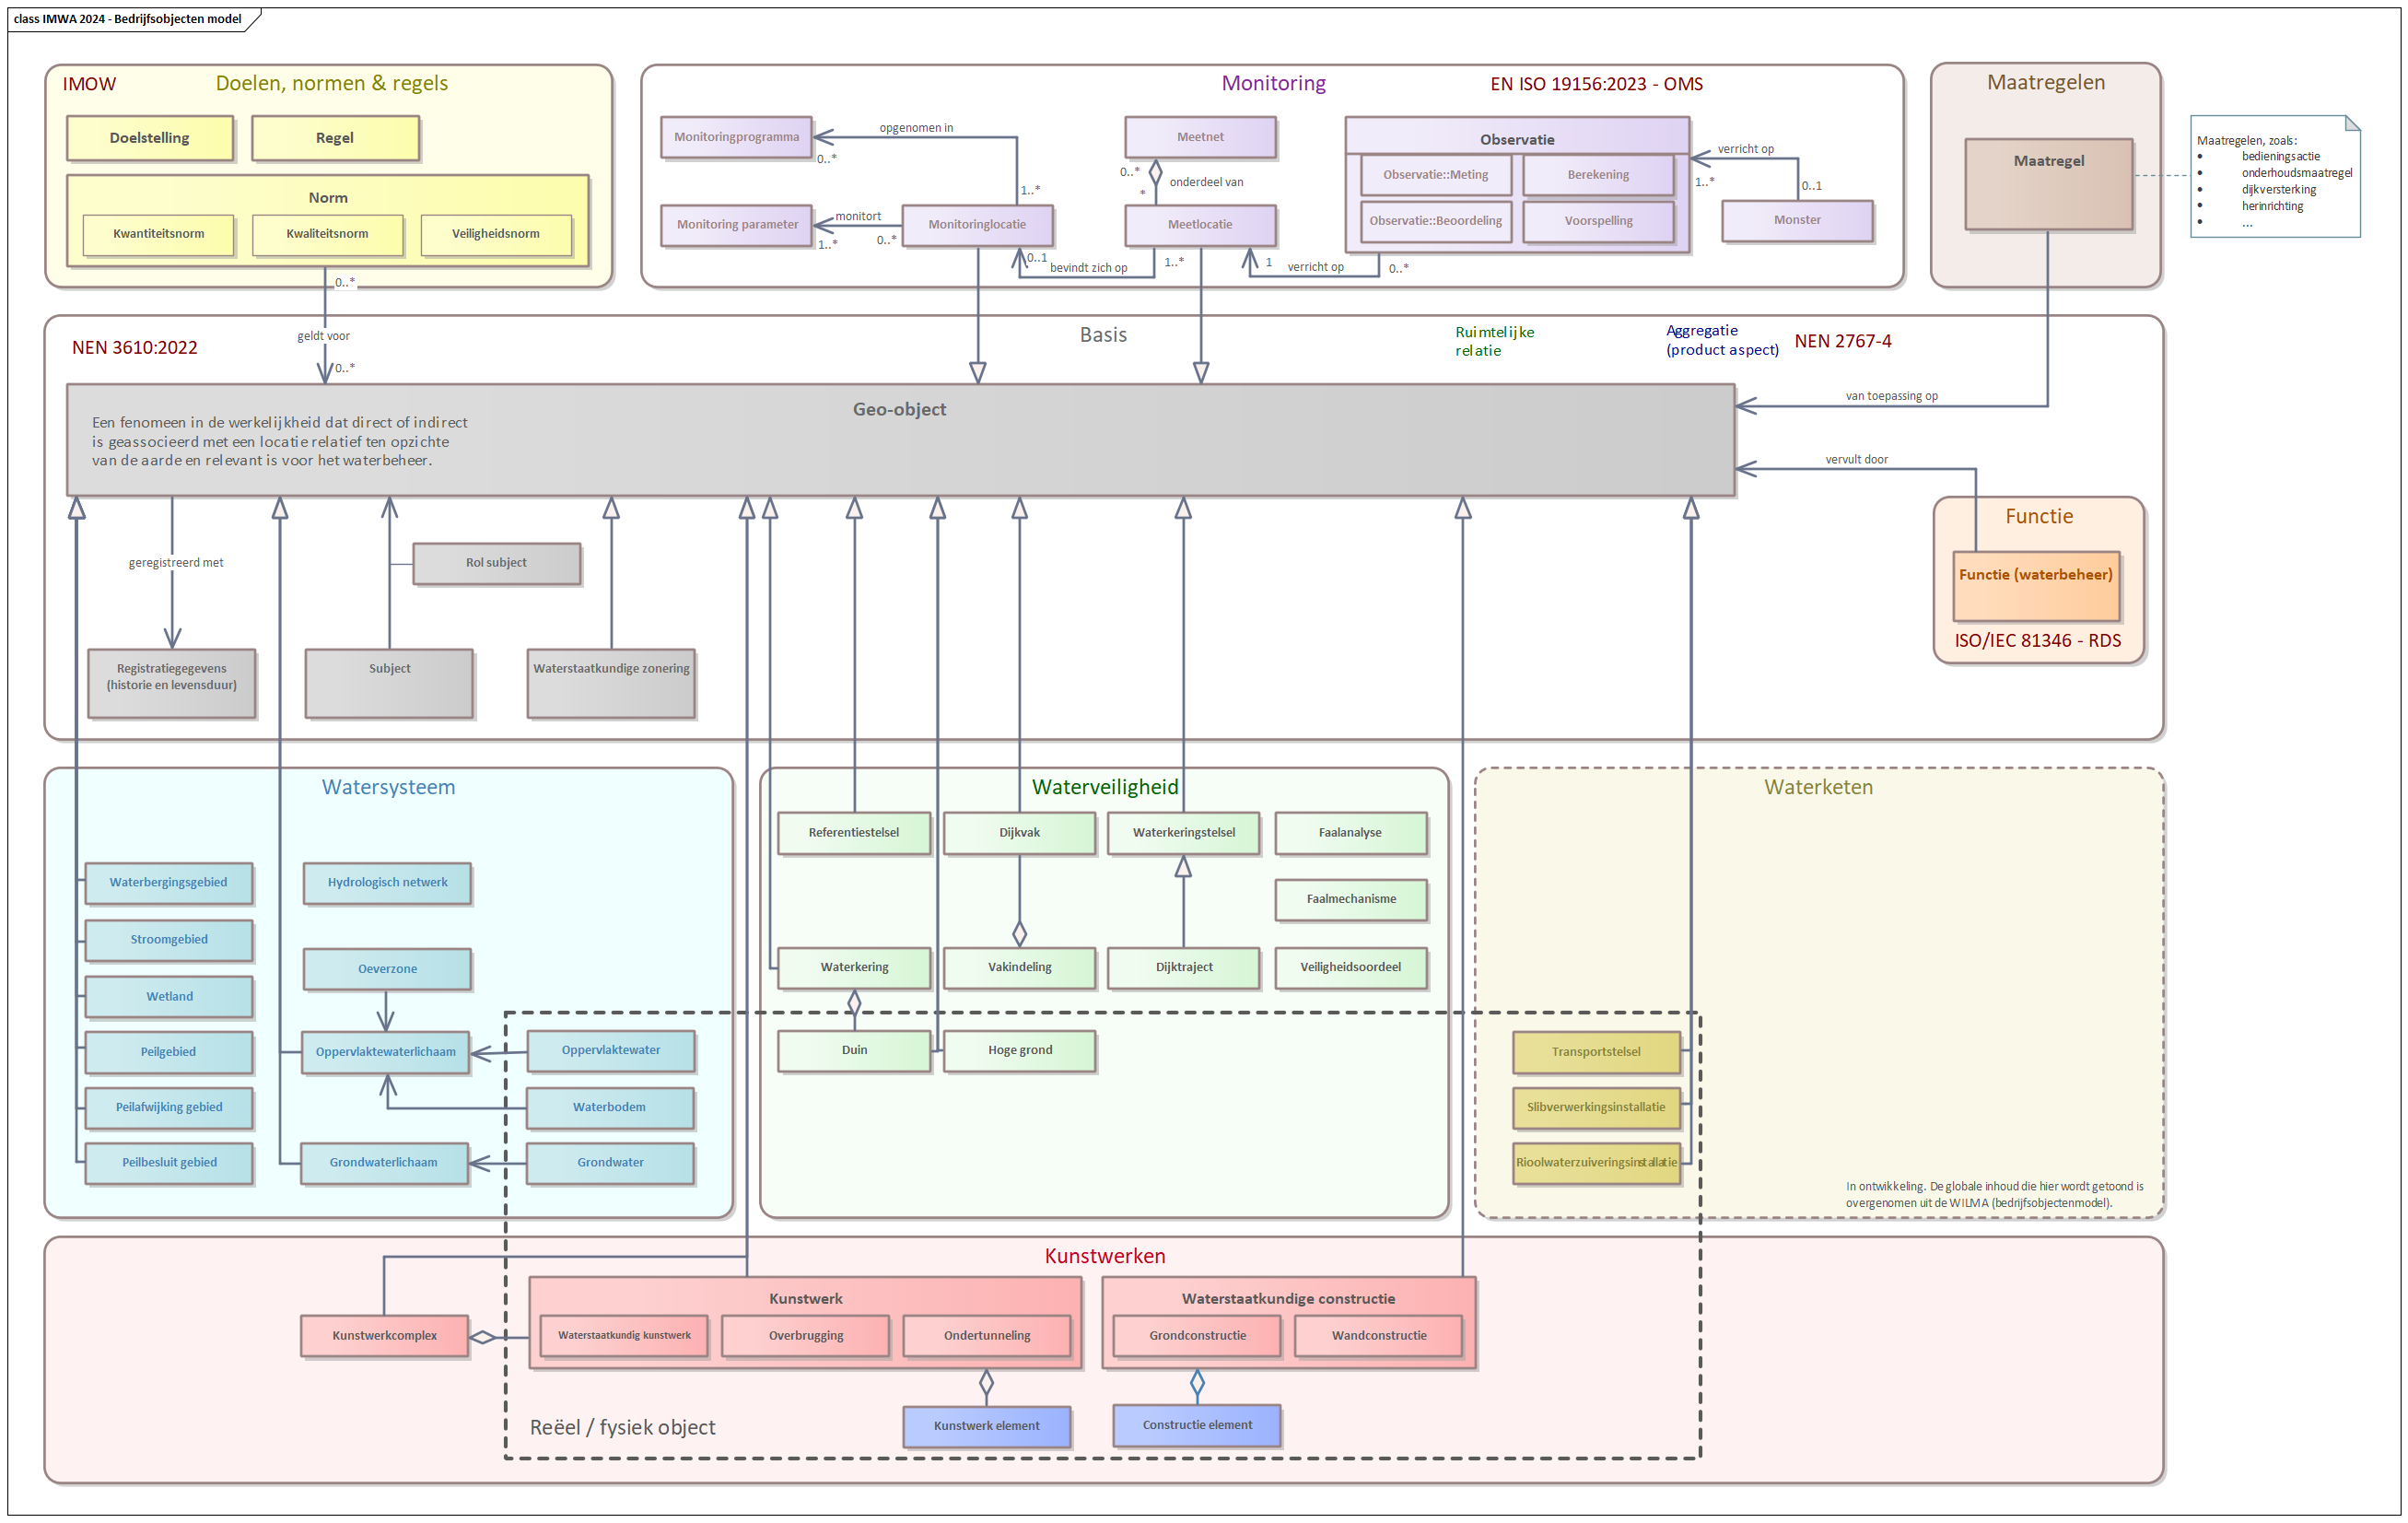 class IMWA 2024 - Bedrijfsobjecten model
IMOW
Doelen, normen & regels
Doelstelling
Regel
Norm
Kwantiteitsnorm
Kwaliteitsnorm
Veiligheidsnorm
0..*
geldt voor
0..*
Monitoring
EN ISO 19156:2023 - OMS
Monitoringprogramma
opgenomen in
0..*
1..*
Monitoring parameter
monitort
1..*
0..*
Monitoringlocatie
Meetnet
0..*
onderdeel van
*
Meetlocatie
0..1
bevindt zich op
1..*
1
verricht op
0..*
Observatie
Observatie::Meting
Berekening
Observatie::Beoordeling
Voorspelling
verricht op
1..*
0..1
Monster
Maatregelen
Maatregel
Maatregelen, zoals:
• bedieningsactie
• onderhoudsmaatregel
• dijkversterking
• herinrichting
• ...
NEN 3610:2022
Basis
Ruimtelijke
relatie
Aggregatie
(product aspect)
NEN 2767-4
Geo-object
Een fenomeen in de werkelijkheid dat direct of indirect
is geassocieerd met een locatie relatief ten opzichte
van de aarde en relevant is voor het waterbeheer.
van toepassing op
vervult door
Functie
Functie (waterbeheer)
ISO/IEC 81346 - RDS
geregistreerd met
Rol subject
Registratiegegevens
(historie en levensduur)
Subject
Waterstaatkundige zonering
Watersysteem
Waterbergingsgebied
Hydrologisch netwerk
Stroomgebied
Oeverzone
Wetland
Peilgebied
Oppervlaktewaterlichaam
Oppervlaktewater
Peilafwijking gebied
Waterbodem
Peilbesluit gebied
Grondwaterlichaam
Grondwater
Waterveiligheid
Referentiestelsel
Dijkvak
Waterkeringstelsel
Faalanalyse
Faalmechanisme
Waterkering
Vakindeling
Dijktraject
Veiligheidsoordeel
Duin
Hoge grond
Waterketen
Transportstelsel
Slibverwerkingsinstallatie
Rioolwaterzuiveringsinstallatie
In ontwikkeling. De globale inhoud die hier wordt getoond is
overgenomen uit de WILMA (bedrijfsobjectenmodel).
Kunstwerken
Kunstwerkcomplex
Kunstwerk
Waterstaatkundig kunstwerk
Overbrugging
Ondertunneling
Waterstaatkundige constructie
Grondconstructie
Wandconstructie
Reëel / fysiek object
Kunstwerk element
Constructie element